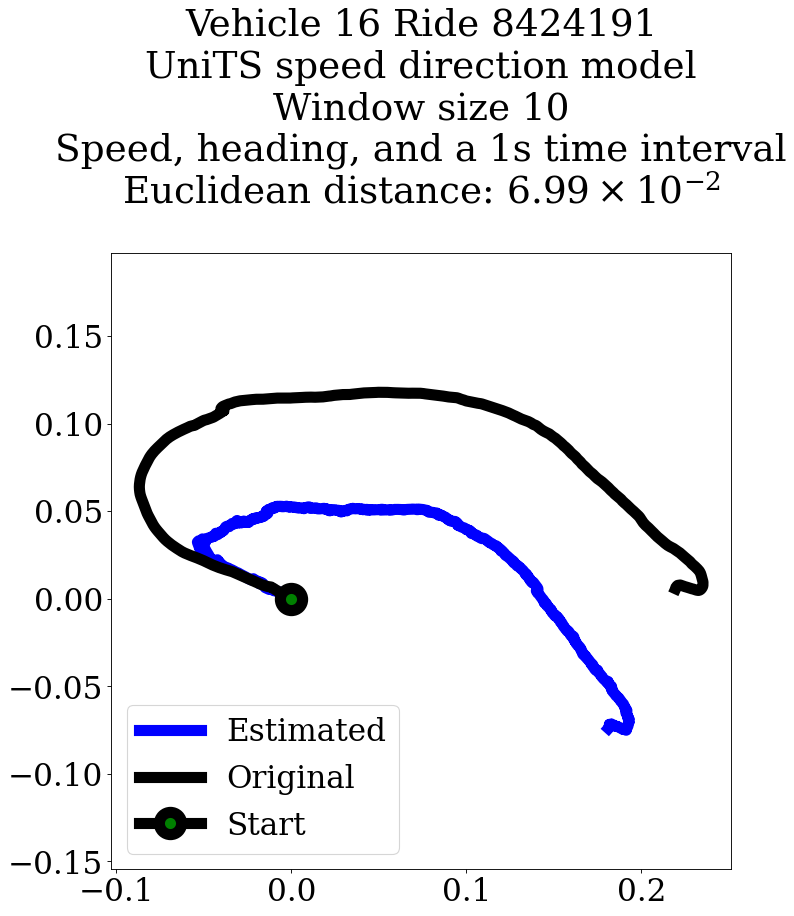 Vehicle 16 Ride 8424191
UniTS speed direction model
Window size 10
Speed, heading, and a 1s time interval
Euclidean distance: 6.99 × 10⁻²
0.15
0.10
0.05
0.00
−0.05
−0.10
−0.15
−0.1
0.0
0.1
0.2
Estimated
Original
Start